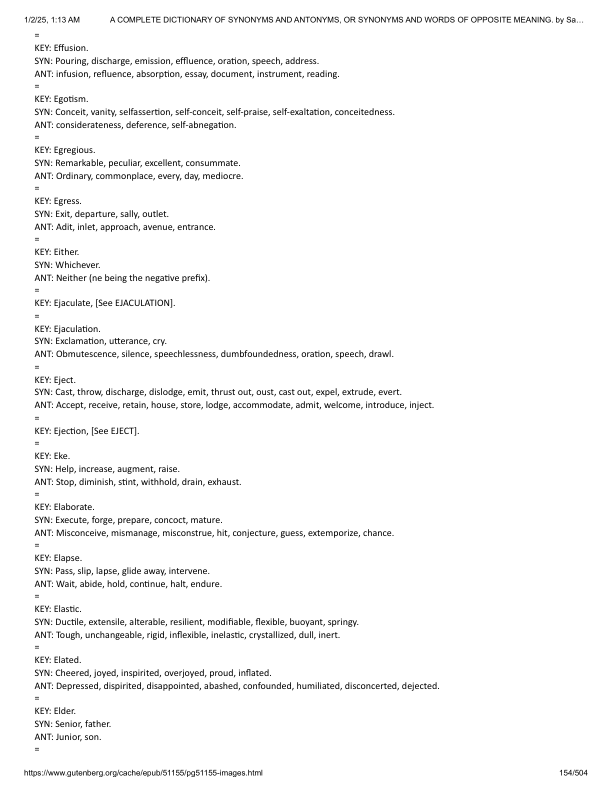 1/2/25, 1:13 AM A COMPLETE DICTIONARY OF SYNONYMS AND ANTONYMS, OR SYNONYMS AND WORDS OF OPPOSITE MEANING. by Sa…
=
KEY: Effusion.
SYN: Pouring, discharge, emission, effluence, oration, speech, address.
ANT: infusion, refluence, absorption, essay, document, instrument, reading.
=
KEY: Egotism.
SYN: Conceit, vanity, selfassertion, self-conceit, self-praise, self-exaltation, conceitedness.
ANT: considerateness, deference, self-abnegation.
=
KEY: Egregious.
SYN: Remarkable, peculiar, excellent, consummate.
ANT: Ordinary, commonplace, every, day, mediocre.
=
KEY: Egress.
SYN: Exit, departure, sally, outlet.
ANT: Adit, inlet, approach, avenue, entrance.
=
KEY: Either.
SYN: Whichever.
ANT: Neither (ne being the negative prefix).
=
KEY: Ejaculate, [See EJACULATION].
=
KEY: Ejaculation.
SYN: Exclamation, utterance, cry.
ANT: Obmutescence, silence, speechlessness, dumbfoundedness, oration, speech, drawl.
=
KEY: Eject.
SYN: Cast, throw, discharge, dislodge, emit, thrust out, oust, cast out, expel, extrude, evert.
ANT: Accept, receive, retain, house, store, lodge, accommodate, admit, welcome, introduce, inject.
=
KEY: Ejection, [See EJECT].
=
KEY: Eke.
SYN: Help, increase, augment, raise.
ANT: Stop, diminish, stint, withhold, drain, exhaust.
=
KEY: Elaborate.
SYN: Execute, forge, prepare, concoct, mature.
ANT: Misconceive, mismanage, misconstrue, hit, conjecture, guess, extemporize, chance.
=
KEY: Elapse.
SYN: Pass, slip, lapse, glide away, intervene.
ANT: Wait, abide, hold, continue, halt, endure.
=
KEY: Elastic.
SYN: Ductile, extensile, alterable, resilient, modifiable, flexible, buoyant, springy.
ANT: Tough, unchangeable, rigid, inflexible, inelastic, crystallized, dull, inert.
=
KEY: Elated.
SYN: Cheered, joyed, inspirited, overjoyed, proud, inflated.
ANT: Depressed, dispirited, disappointed, abashed, confounded, humiliated, disconcerted, dejected.
=
KEY: Elder.
SYN: Senior, father.
ANT: Junior, son.
=
https://www.gutenberg.org/cache/epub/51155/pg51155-images.html 154/504